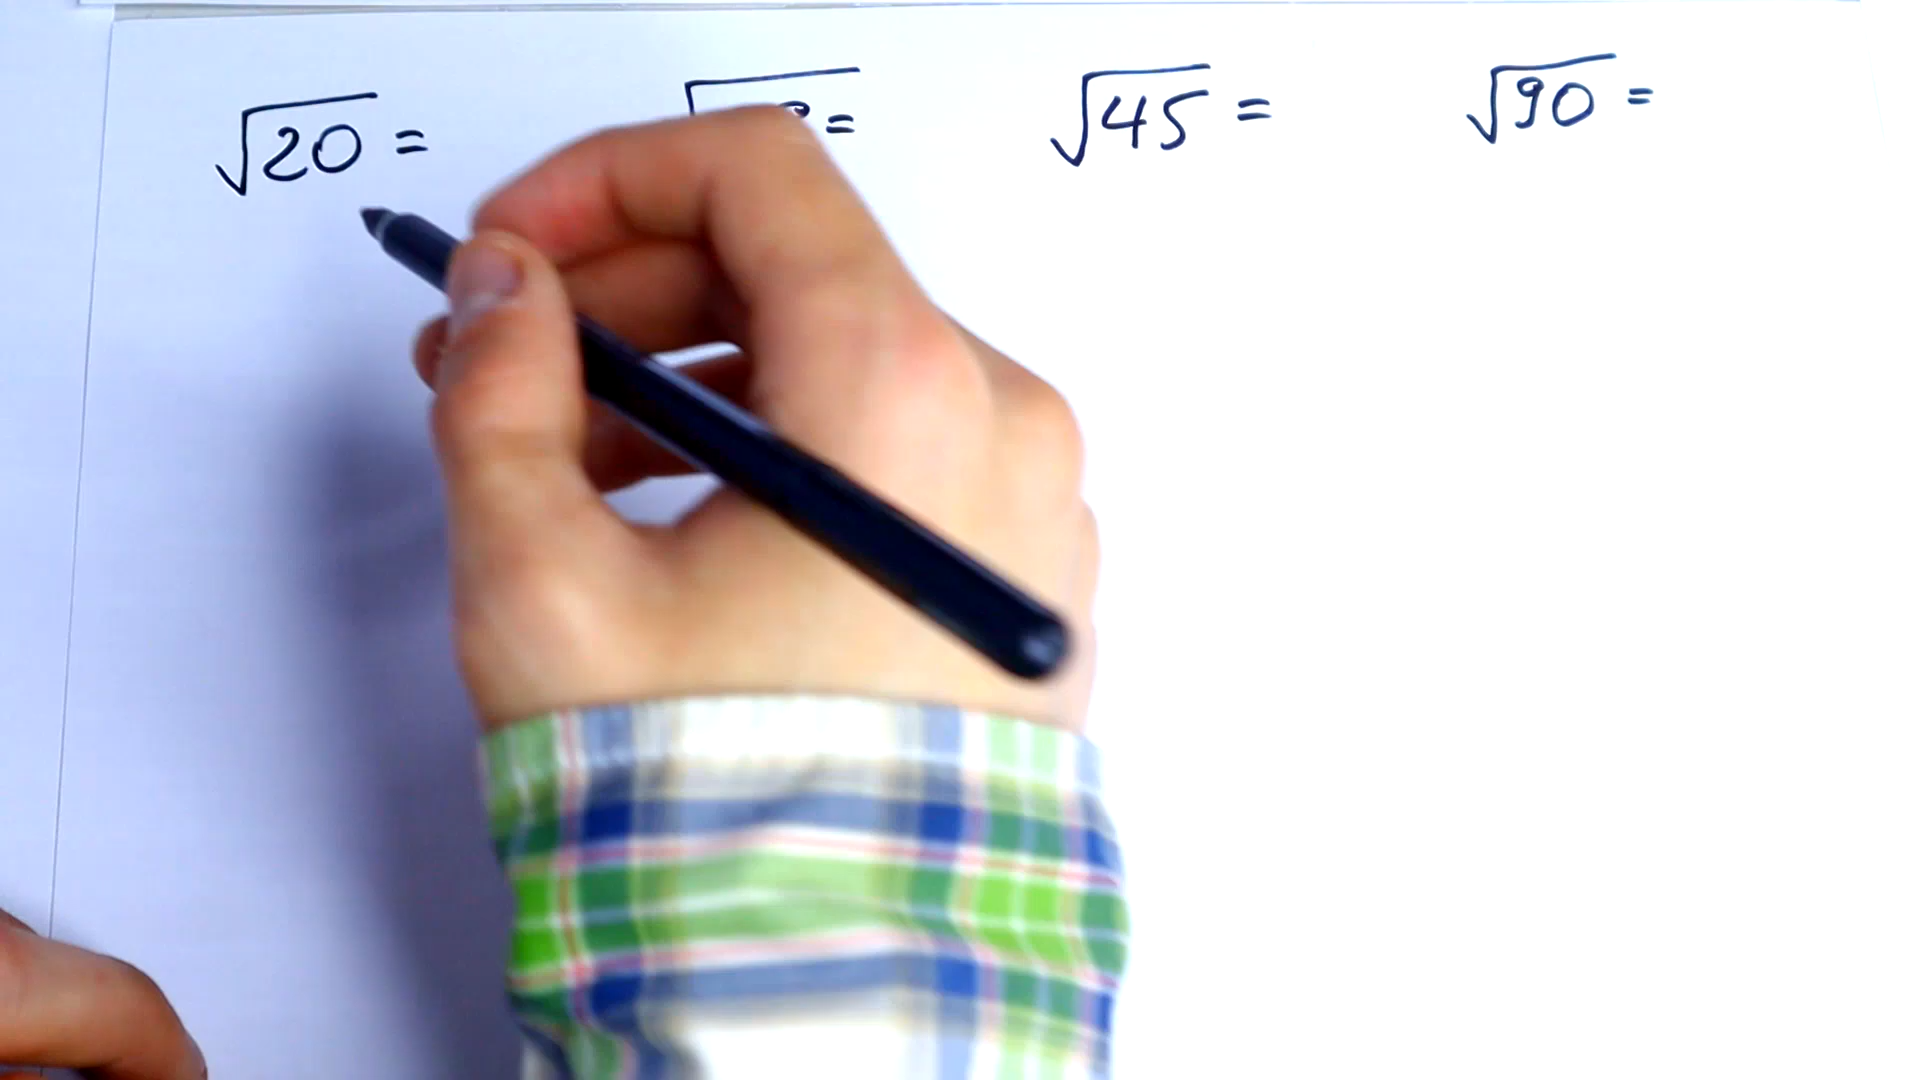 √20 = √ = √45 = √90 =